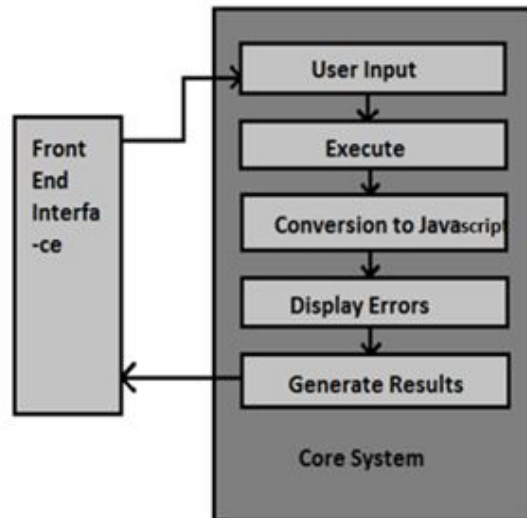 Front
End
Interfa
-ce
User Input
Execute
Conversion to Javascript
Display Errors
Generate Results
Core System